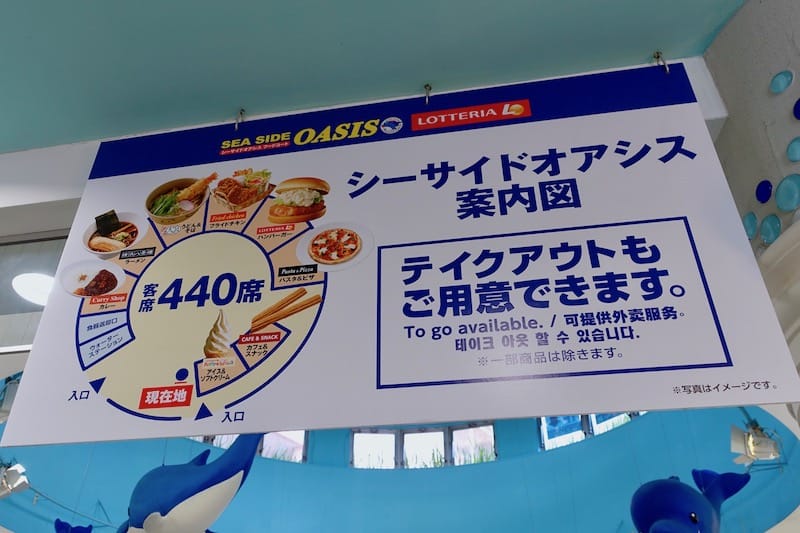 SEA SIDE OASIS
シーサイドオアシス フードコート
LOTTERIA L
シーサイドオアシス
案内図
テイクアウトも
ご用意できます。
To go available. / 可提供外卖服务。
테이크 아웃 할 수 있습니다.
※一部商品は除きます。
※写真はイメージです。
客席 440席
うどん&
そば
Fried chicken
フライドチキン
LOTTERIA
ハンバーガー
Pasta & Pizza
パスタ&ピザ
CAFE & SNACK
カフェ&
スナック
アイス&
ソフトクリーム
ラーメン
Curry Shop
カレー
食器返却口
ウォーター
ステーション
現在地
入口
入口